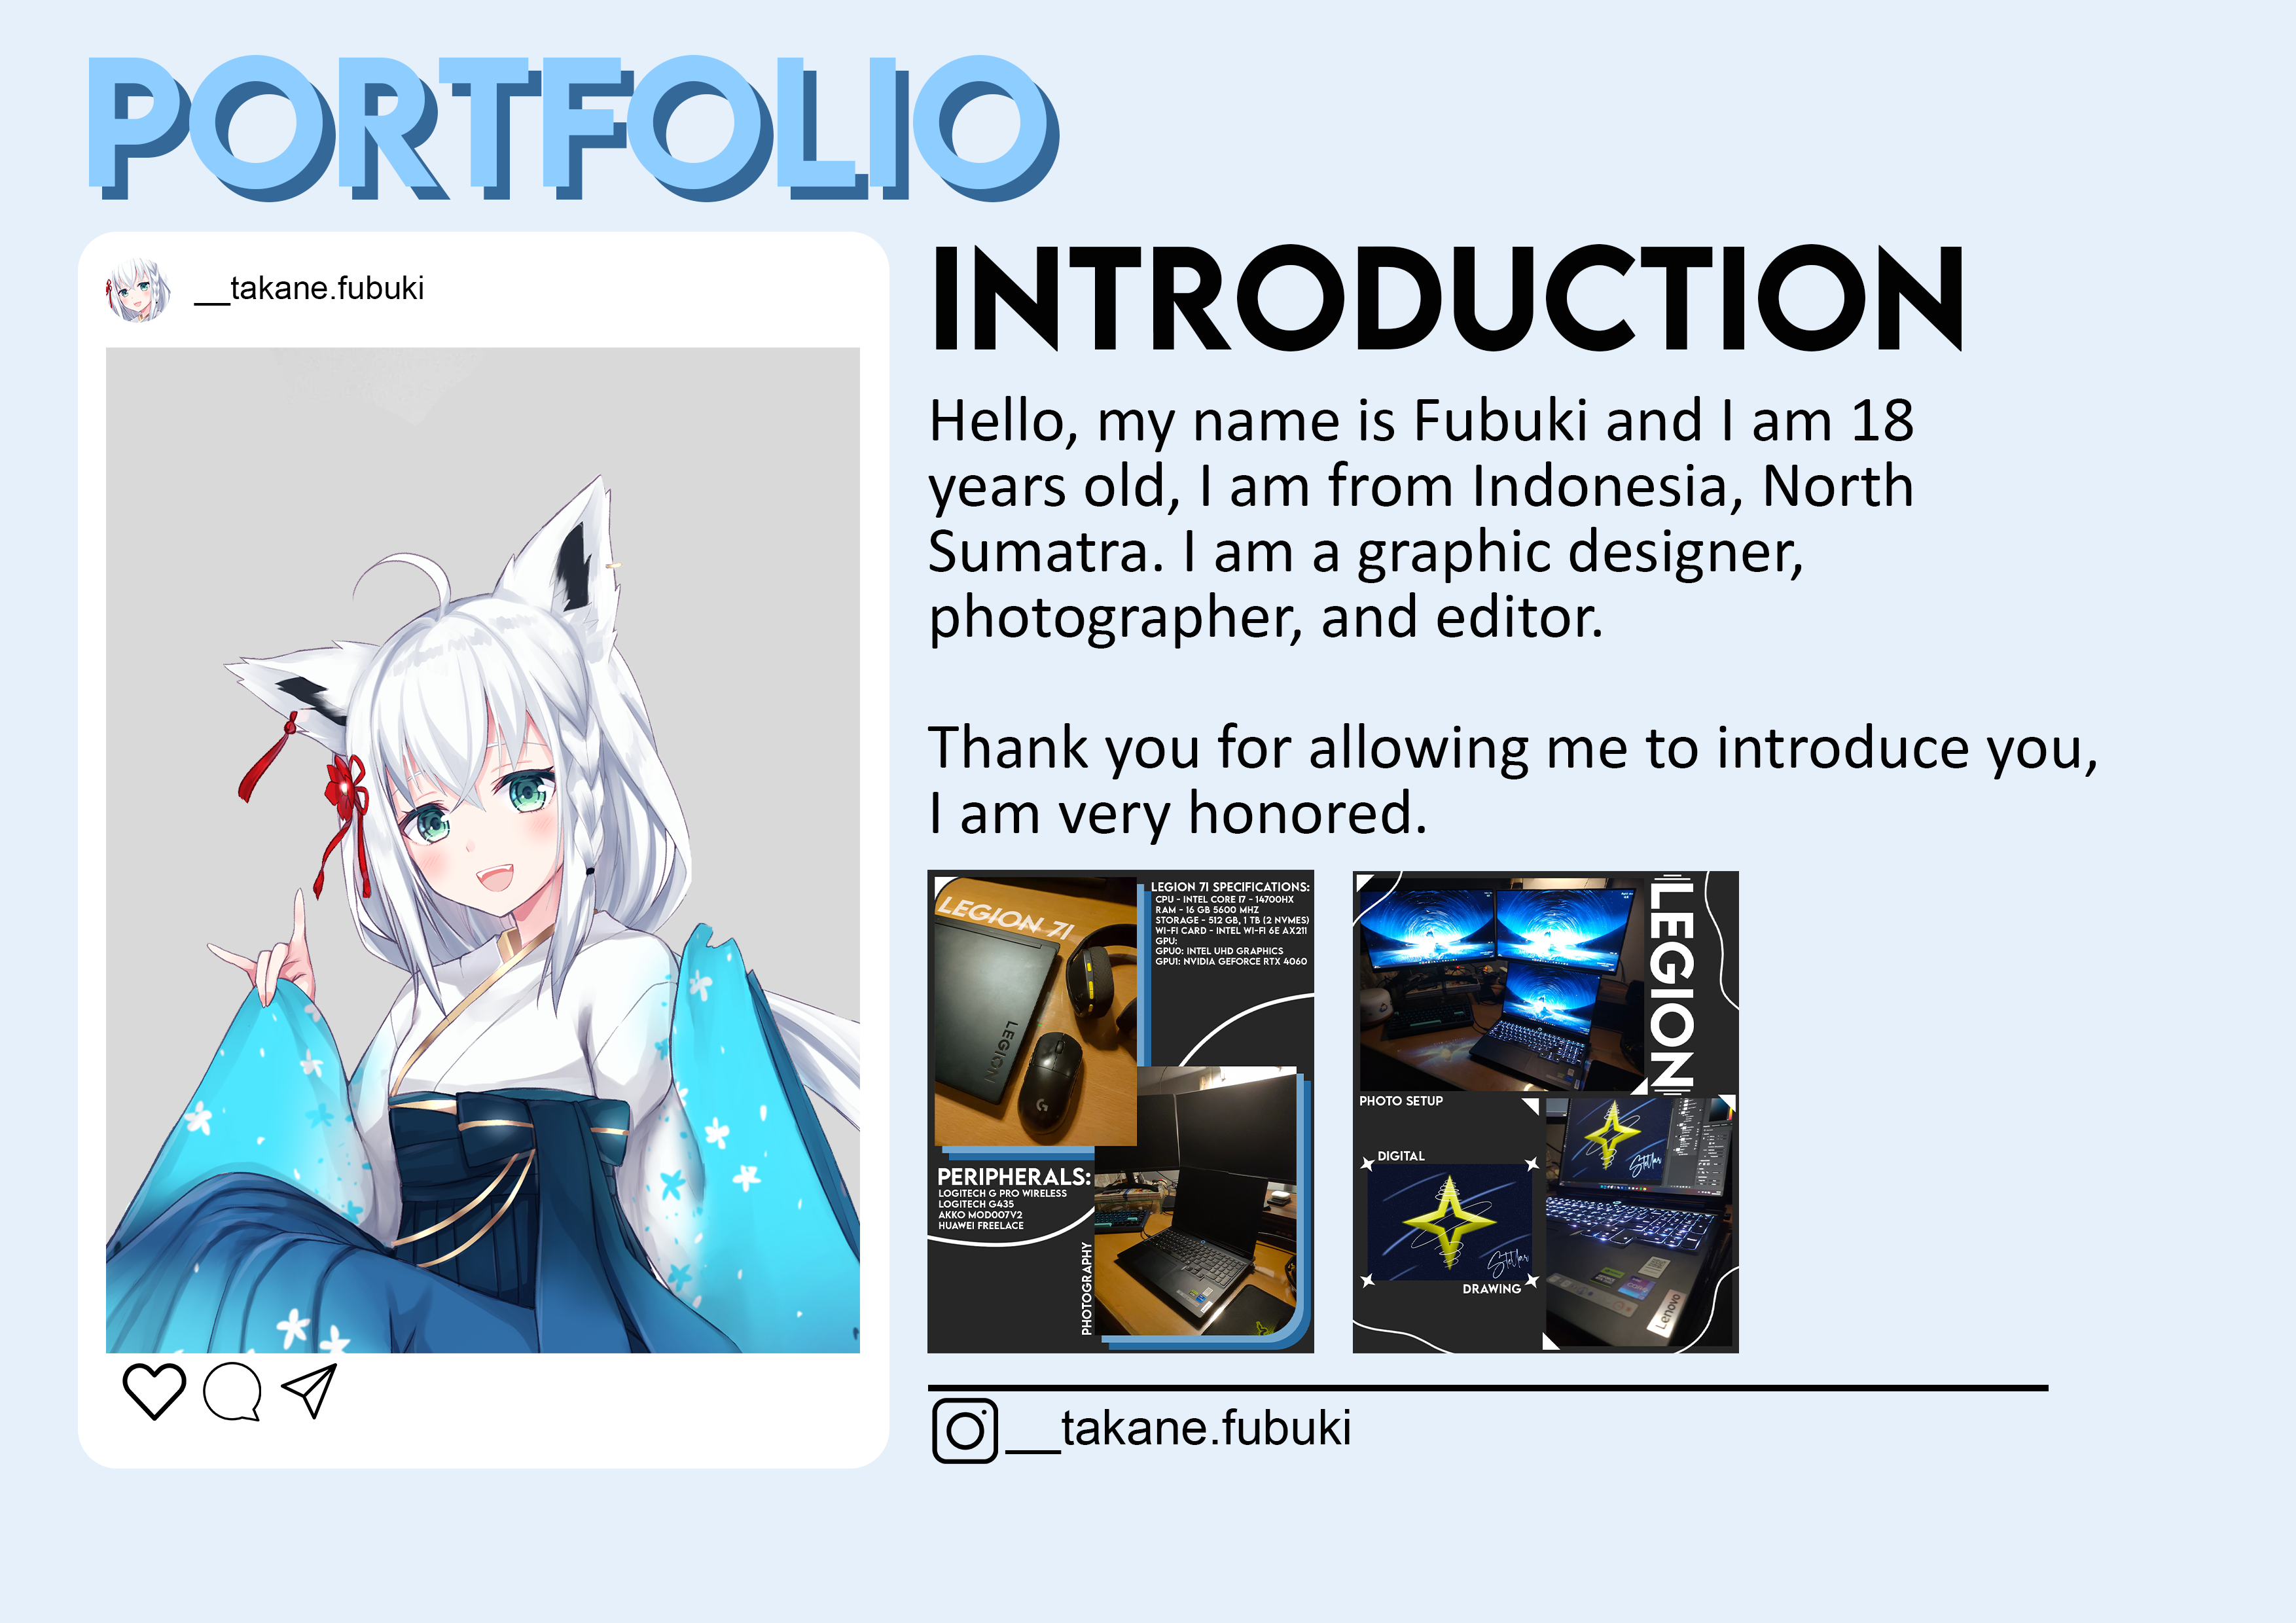 PORTFOLIO
__takane.fubuki
INTRODUCTION
Hello, my name is Fubuki and I am 18
years old, I am from Indonesia, North
Sumatra. I am a graphic designer,
photographer, and editor.
Thank you for allowing me to introduce you,
I am very honored.
LEGION 7I
LEGION
G
LEGION 7I SPECIFICATIONS:
CPU - INTEL CORE I7 - 14700HX
RAM - 16 GB 5600 MHZ
STORAGE - 512 GB, 1 TB (2 NVMES)
WI-FI CARD - INTEL WI-FI 6E AX211
GPU:
GPU0: INTEL UHD GRAPHICS
GPU1: NVIDIA GEFORCE RTX 4060
PERIPHERALS:
LOGITECH G PRO WIRELESS
LOGITECH G435
AKKO MOD007V2
HUAWEI FREELACE
PHOTOGRAPHY
LEGION
PHOTO SETUP
DIGITAL
Stellar
DRAWING
Stellar
Lenovo
__takane.fubuki